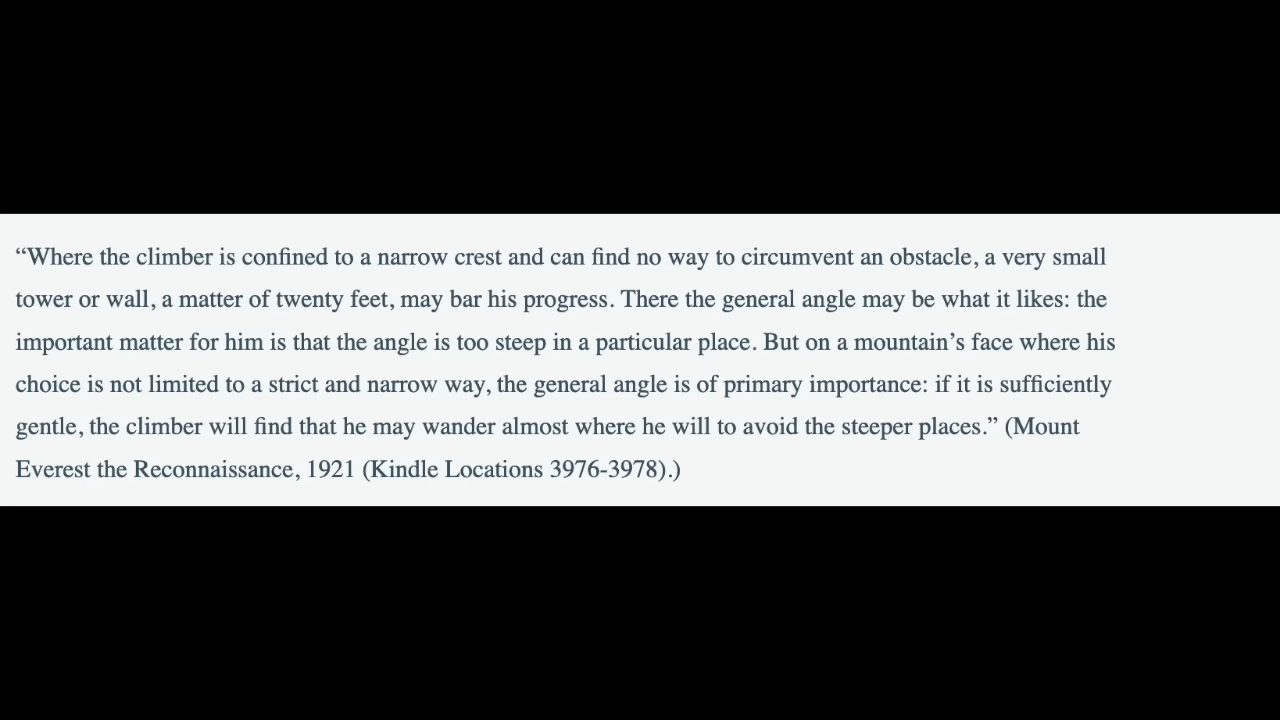 “Where the climber is confined to a narrow crest and can find no way to circumvent an obstacle, a very small
tower or wall, a matter of twenty feet, may bar his progress. There the general angle may be what it likes: the
important matter for him is that the angle is too steep in a particular place. But on a mountain’s face where his
choice is not limited to a strict and narrow way, the general angle is of primary importance: if it is sufficiently
gentle, the climber will find that he may wander almost where he will to avoid the steeper places.” (Mount
Everest the Reconnaissance, 1921 (Kindle Locations 3976-3978).)